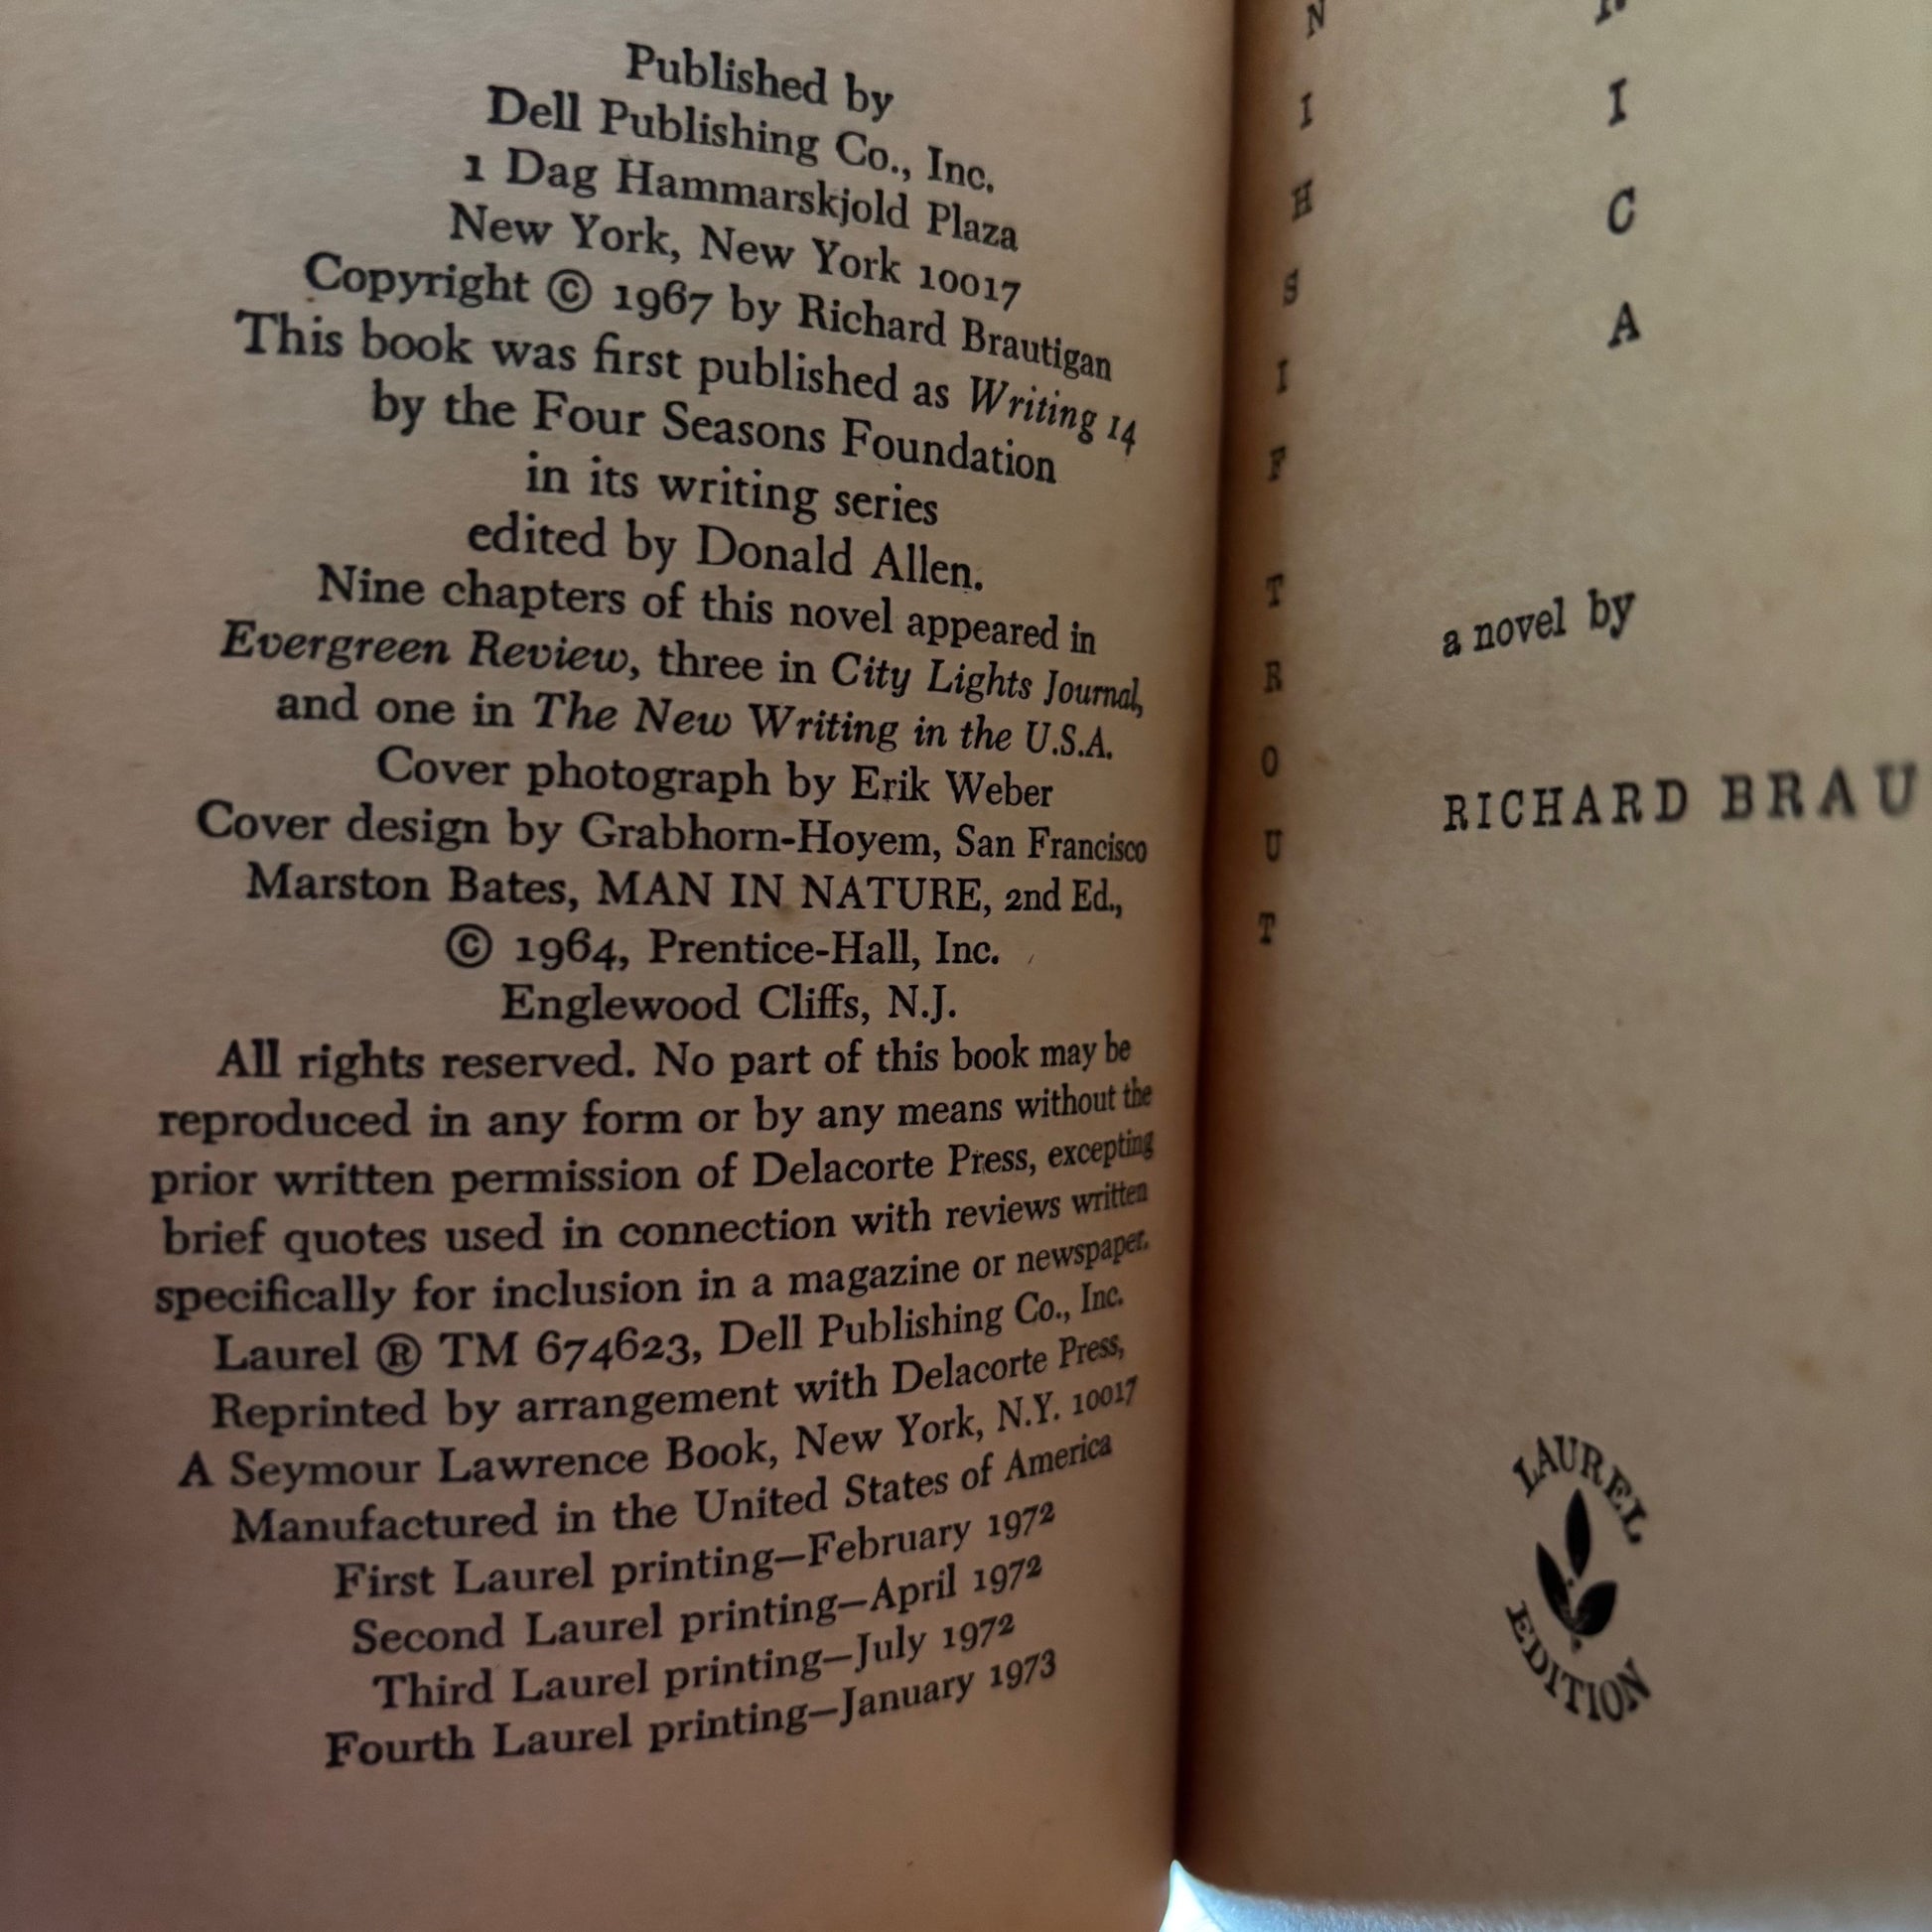 Published by
Dell Publishing Co., Inc.
1 Dag Hammarskjold Plaza
New York, New York 10017
Copyright © 1967 by Richard Brautigan
This book was first published as Writing 14
by the Four Seasons Foundation
in its writing series
edited by Donald Allen.
Nine chapters of this novel appeared in
Evergreen Review, three in City Lights Journal,
and one in The New Writing in the U.S.A.
Cover photograph by Erik Weber
Cover design by Grabhorn-Hoyem, San Francisco
Marston Bates, MAN IN NATURE, 2nd Ed.,
© 1964, Prentice-Hall, Inc.
Englewood Cliffs, N.J.
All rights reserved. No part of this book may be
reproduced in any form or by any means without the
prior written permission of Delacorte Press, excepting
brief quotes used in connection with reviews written
specifically for inclusion in a magazine or newspaper.
Laurel ® TM 674623, Dell Publishing Co., Inc.
Reprinted by arrangement with Delacorte Press,
A Seymour Lawrence Book, New York, N.Y. 10017
Manufactured in the United States of America
First Laurel printing—February 1972
Second Laurel printing—April 1972
Third Laurel printing—July 1972
Fourth Laurel printing—January 1973
N
I
H
S
I
F
T
R
O
U
T
I
C
A
a novel by
RICHARD BRAU
LAUREL
EDITION